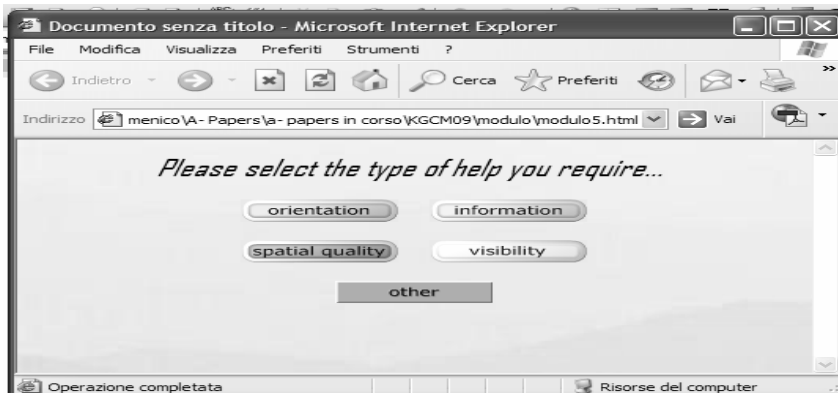 Documento senza titolo - Microsoft Internet Explorer
File Modifica Visualizza Preferiti Strumenti ?
Indietro Cerca Preferiti »
Indirizzo menico\A- Papers\a- papers in corso\KGCM09\modulo\modulo5.html Vai
Please select the type of help you require...
orientation information
spatial quality visibility
other
Operazione completata Risorse del computer